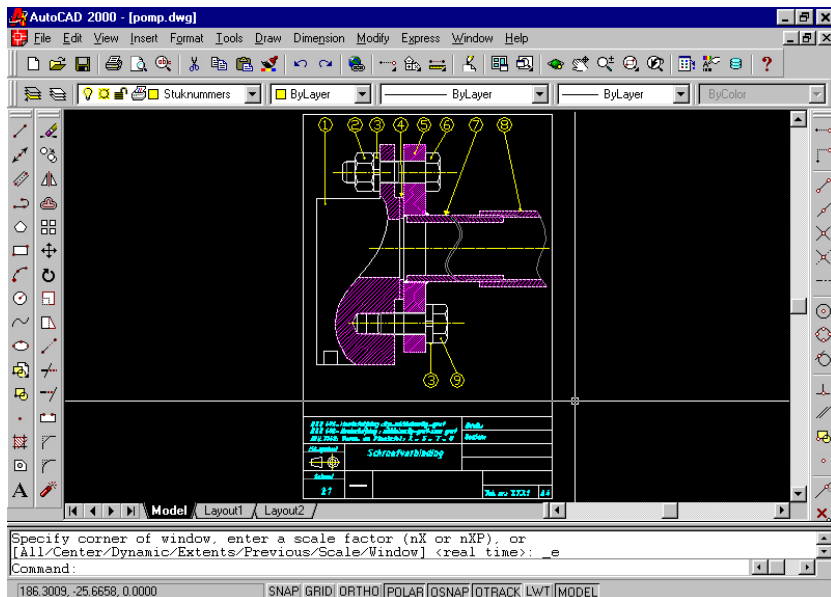 AutoCAD 2000 - [pomp.dwg]
File Edit View Insert Format Tools Draw Dimension Modify Express Window Help
Stuknummers ByLayer ByLayer ByLayer ByColor
1 2 3 4 5 6 7 8
3 9
Schroefverbinding
Model Layout1 Layout2
Specify corner of window, enter a scale factor (nX or nXP), or
[All/Center/Dynamic/Extents/Previous/Scale/Window] <real time>: _e
Command:
186.3009, -25.6658, 0.0000 SNAP GRID ORTHO POLAR OSNAP OTRACK LWT MODEL